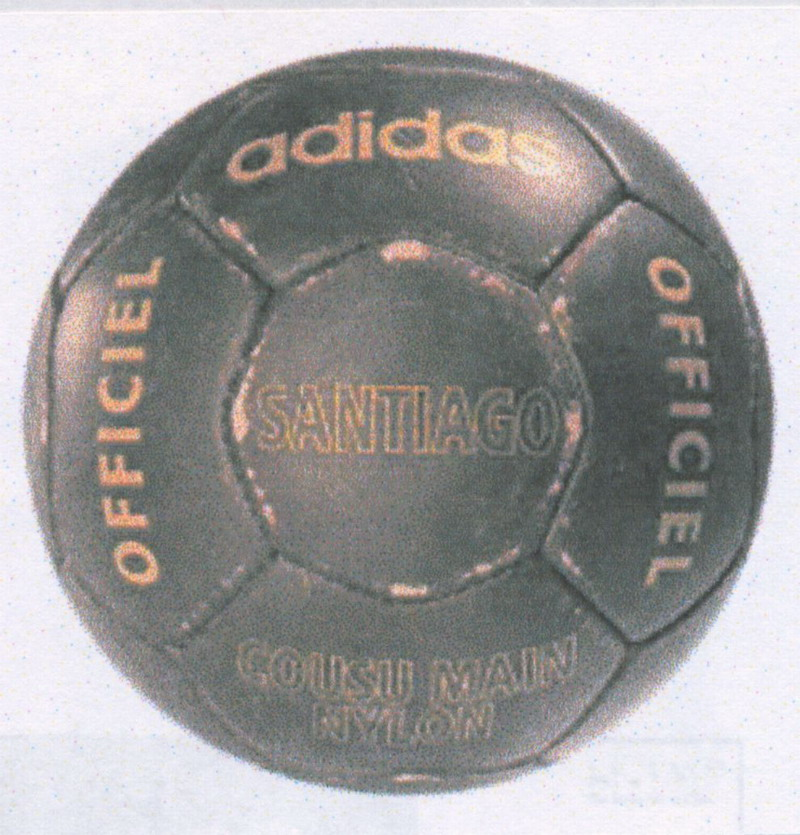 adidas
OFFICIEL
SANTIAGO
OFFICIEL
COUSU MAIN
NYLON